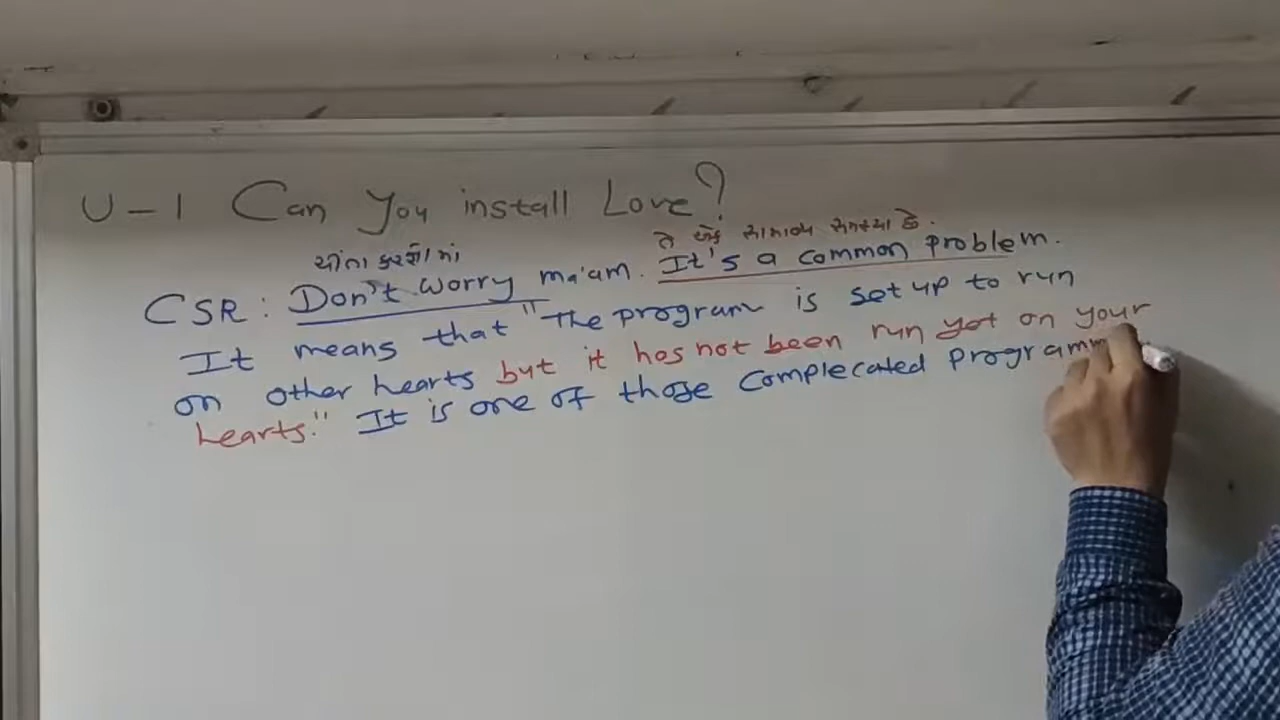 U-1 Can You install Love?
તે એક સામાન્ય સમસ્યા છે.
ચીંતા કરશો માં
CSR: Don't worry ma'am. It's a common problem.
It means that "The program is set up to run
on other hearts but it has not been run yet on your
hearts." It is one of those complecated programm